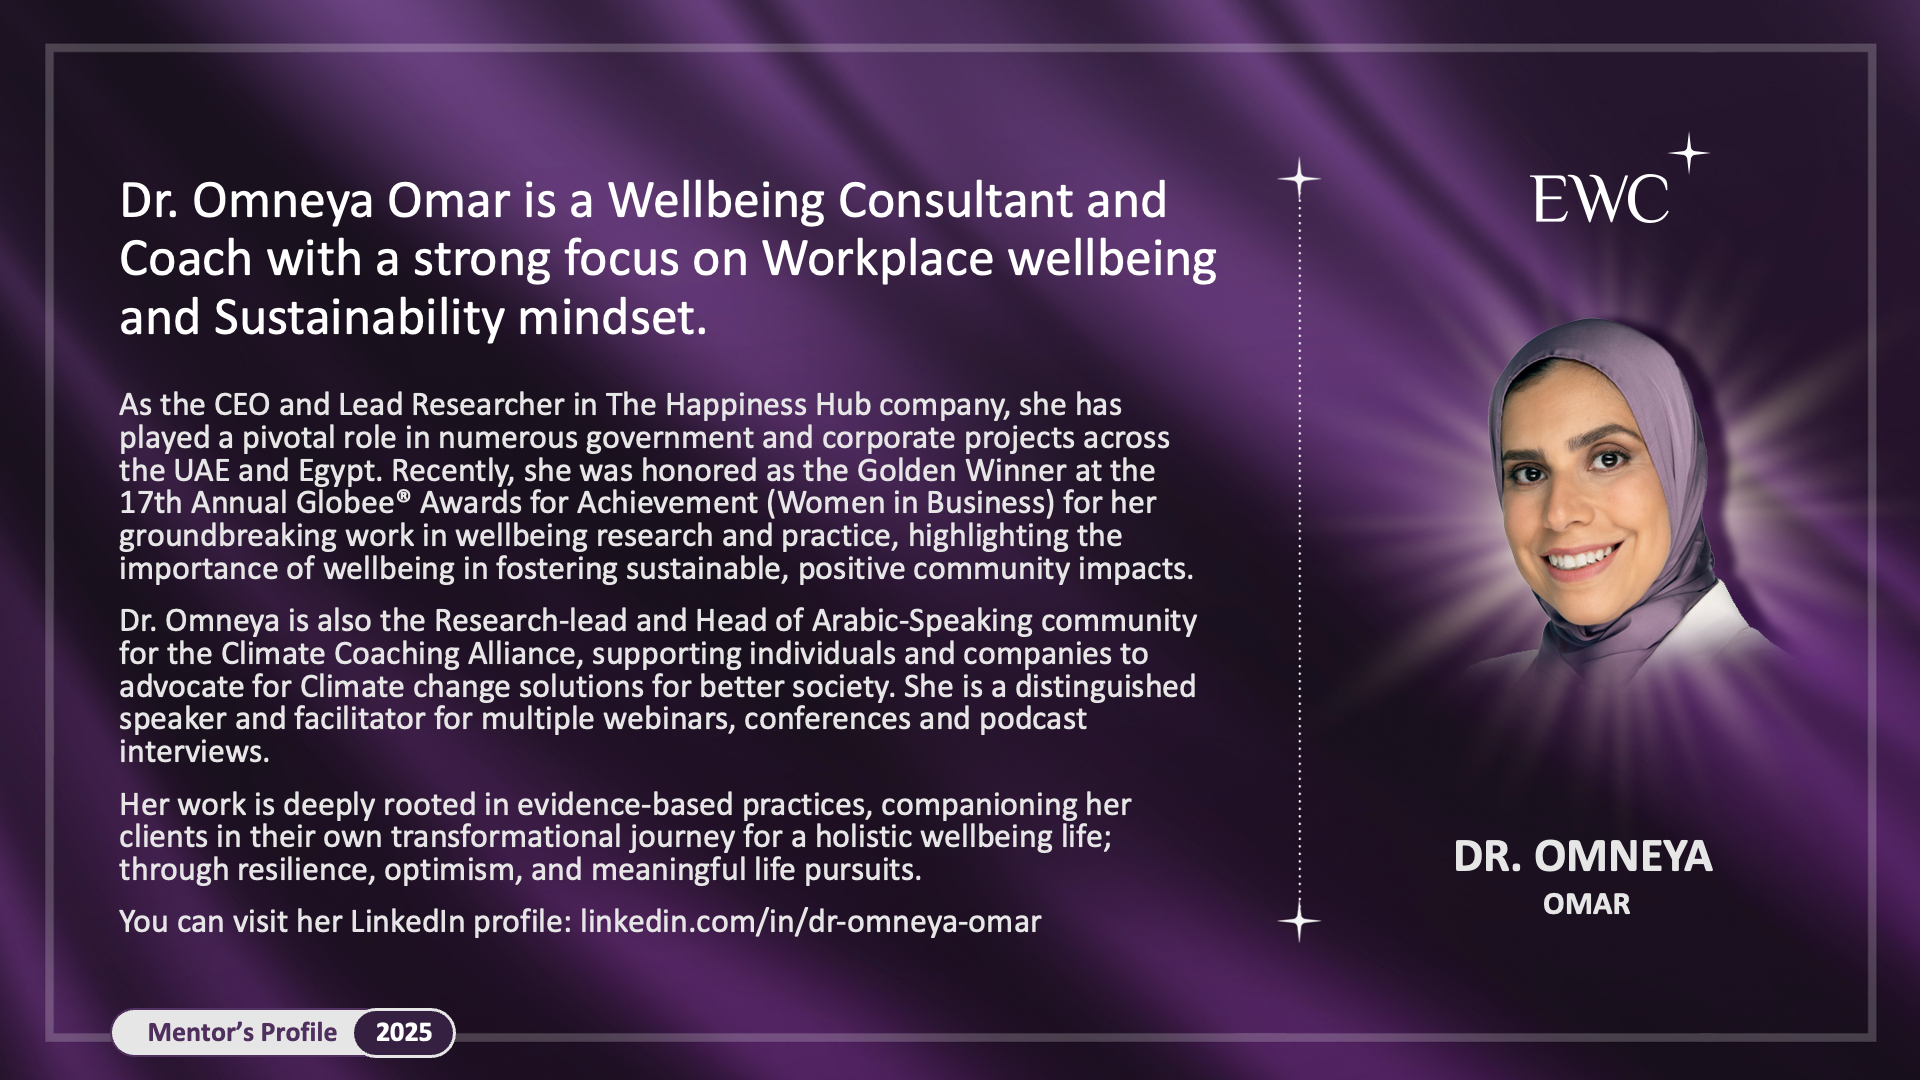 Dr. Omneya Omar is a Wellbeing Consultant and
Coach with a strong focus on Workplace wellbeing
and Sustainability mindset.
As the CEO and Lead Researcher in The Happiness Hub company, she has
played a pivotal role in numerous government and corporate projects across
the UAE and Egypt. Recently, she was honored as the Golden Winner at the
17th Annual Globee® Awards for Achievement (Women in Business) for her
groundbreaking work in wellbeing research and practice, highlighting the
importance of wellbeing in fostering sustainable, positive community impacts.
Dr. Omneya is also the Research-lead and Head of Arabic-Speaking community
for the Climate Coaching Alliance, supporting individuals and companies to
advocate for Climate change solutions for better society. She is a distinguished
speaker and facilitator for multiple webinars, conferences and podcast
interviews.
Her work is deeply rooted in evidence-based practices, companioning her
clients in their own transformational journey for a holistic wellbeing life;
through resilience, optimism, and meaningful life pursuits.
You can visit her LinkedIn profile: linkedin.com/in/dr-omneya-omar
EWC
DR. OMNEYA
OMAR
Mentor’s Profile 2025